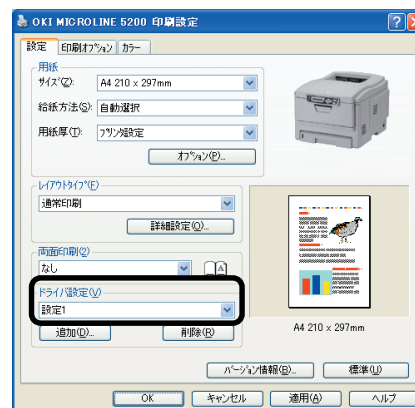 OKI MICROLINE 5200 印刷設定
設定 印刷ｵﾌﾟｼｮﾝ ｶﾗｰ
用紙
ｻｲｽﾞ(Z): A4 210 x 297mm
給紙方法(S): 自動選択
用紙厚(T): ﾌﾟﾘﾝﾀ設定
ｵﾌﾟｼｮﾝ(P)...
ﾚｲｱｳﾄﾀｲﾌﾟ(E)
通常印刷
詳細設定(O)...
両面印刷(2)
なし
ﾄﾞﾗｲﾊﾞ設定(V)
設定1
追加(D)...
削除(R)
A4 210 x 297mm
ﾊﾞｰｼﾞｮﾝ情報(B)...
標準(U)
OK
ｷｬﾝｾﾙ
適用(A)
ﾍﾙﾌﾟ